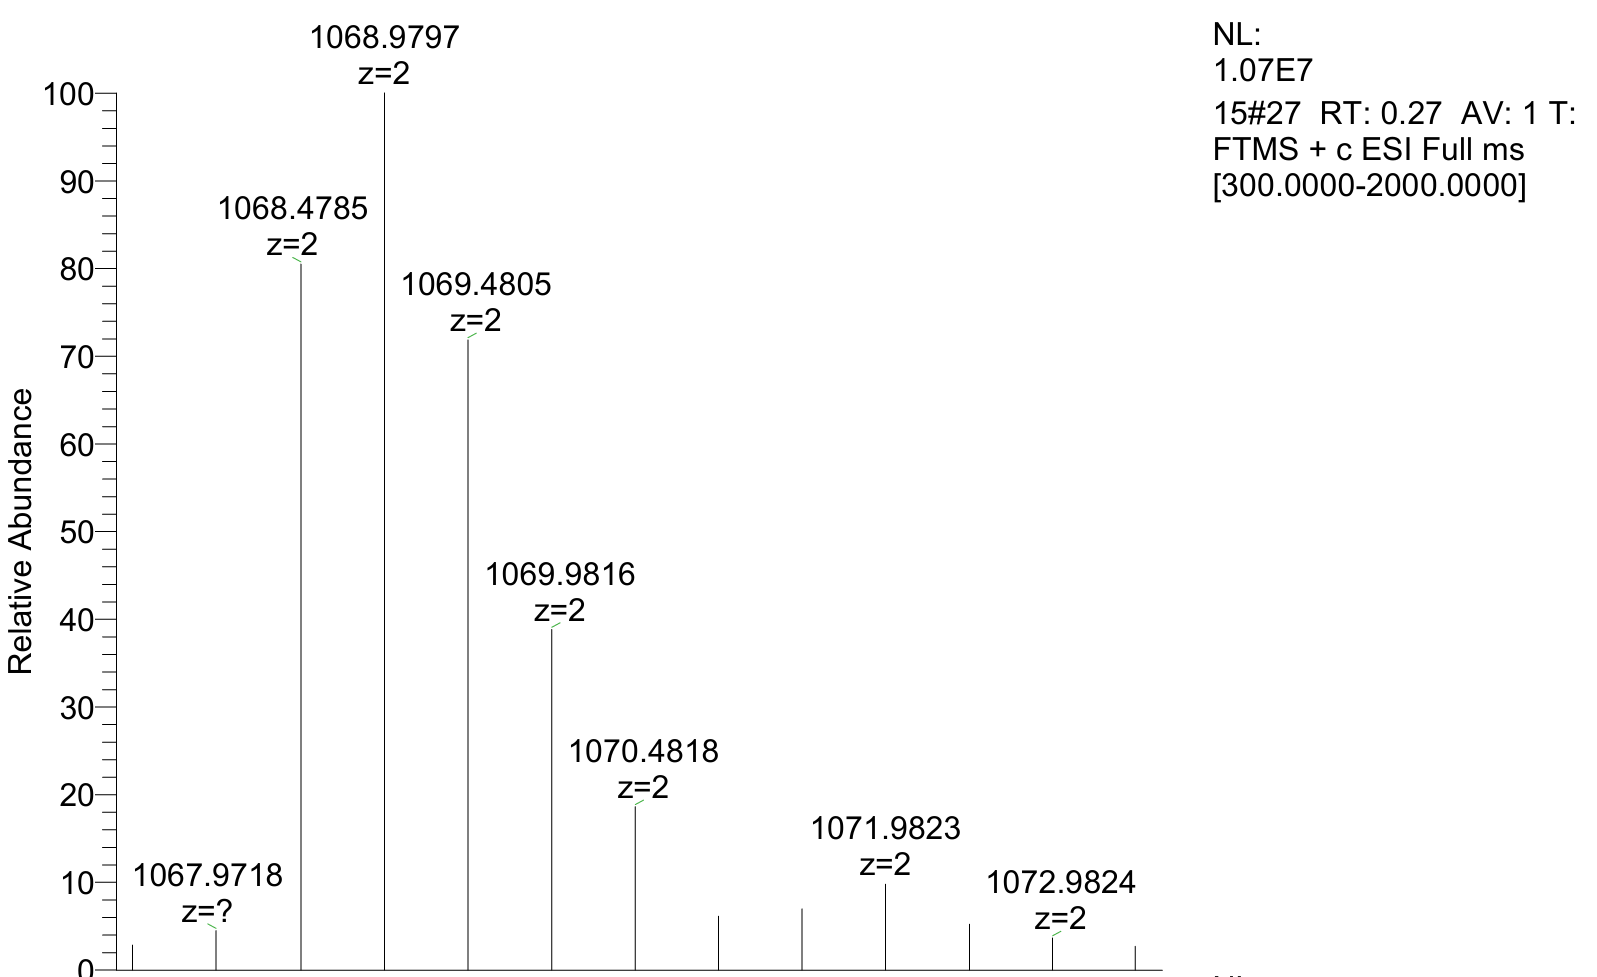 1068.9797
z=2
NL:
1.07E7
15#27 RT: 0.27 AV: 1 T:
FTMS + c ESI Full ms
[300.0000-2000.0000]
100
90
1068.4785
z=2
80
1069.4805
z=2
70
60
50
1069.9816
z=2
40
30
1070.4818
z=2
20
1071.9823
z=2
1067.9718
z=?
10
1072.9824
z=2
0
Relative Abundance